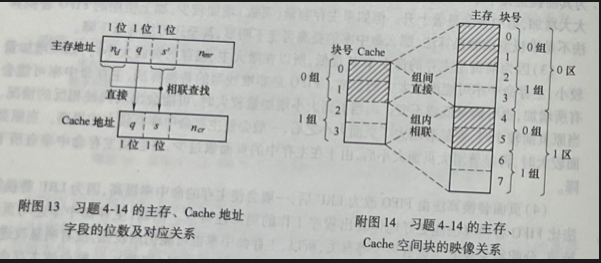 1位 1位 1位
主存地址 nd q s' nmr
直接 相联查找
Cache 地址 q s ncr
1位 1位
附图 13 习题 4-14 的主存、Cache 地址
字段的位数及对应关系
主存 块号
块号 Cache
0组 0 1
1组 2 3
组间
直接
组内
相联
0 1 2 3 4 5 6 7
0组
1组
0区
0组
1组
1区
附图 14 习题 4-14 的主存、
Cache 空间块的映像关系
障。